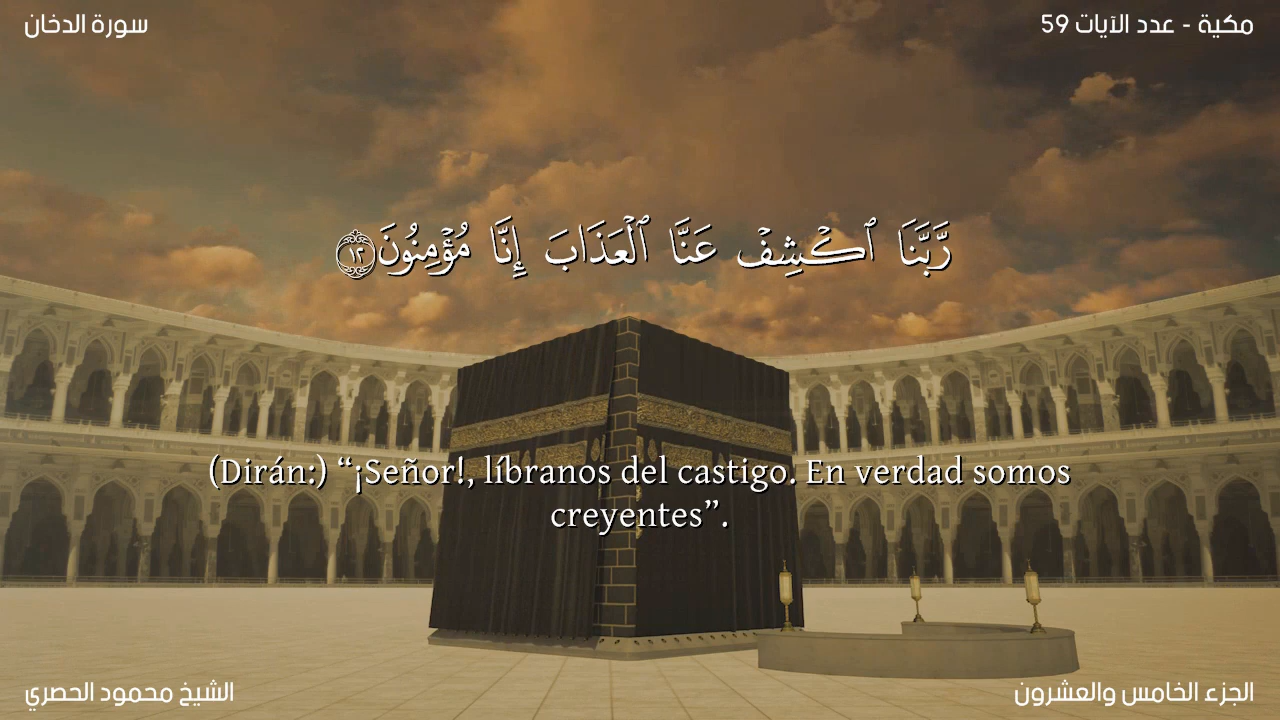 سورة الدخان
مكية - عدد الآيات 59
رَّبَّنَا ٱكۡشِفۡ عَنَّا ٱلۡعَذَابَ إِنَّا مُؤۡمِنُونَ ١٢
(Dirán:) “¡Señor!, líbranos del castigo. En verdad somos
creyentes”.
الشيخ محمود الحصري
الجزء الخامس والعشرون